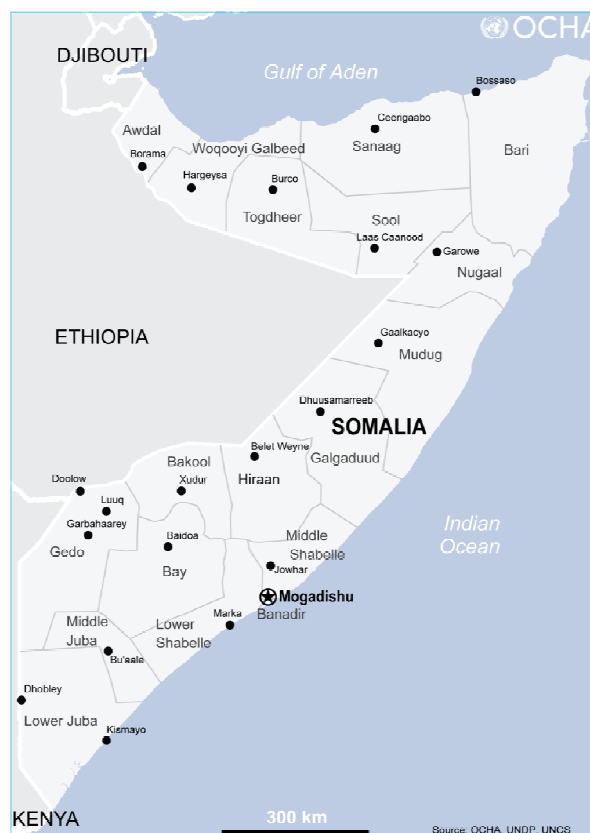 OCHA
DJIBOUTI
Gulf of Aden
Bossaso
Ceengaabo
Awdal
Woqooyi Galbeed
Sanaag
Bari
Borama
Hargeysa
Burco
Togdheer
Sool
Laas Caanood
Garowe
Nugaal
ETHIOPIA
Gaalkacyo
Mudug
Dhuusamarreeb
SOMALIA
Belet Weyne
Galgaduud
Bakool
Hiraan
Doolow
Xudur
Luuq
Garbahaarey
Gedo
Baidoa
Bay
Indian
Ocean
Middle
Shabelle
Jowhar
Mogadishu
Banadir
Marka
Middle
Juba
Lower
Shabelle
Bu'aale
Dhobley
Lower Juba
Kismayo
KENYA
300 km
Source: OCHA, UNDP, UNCS